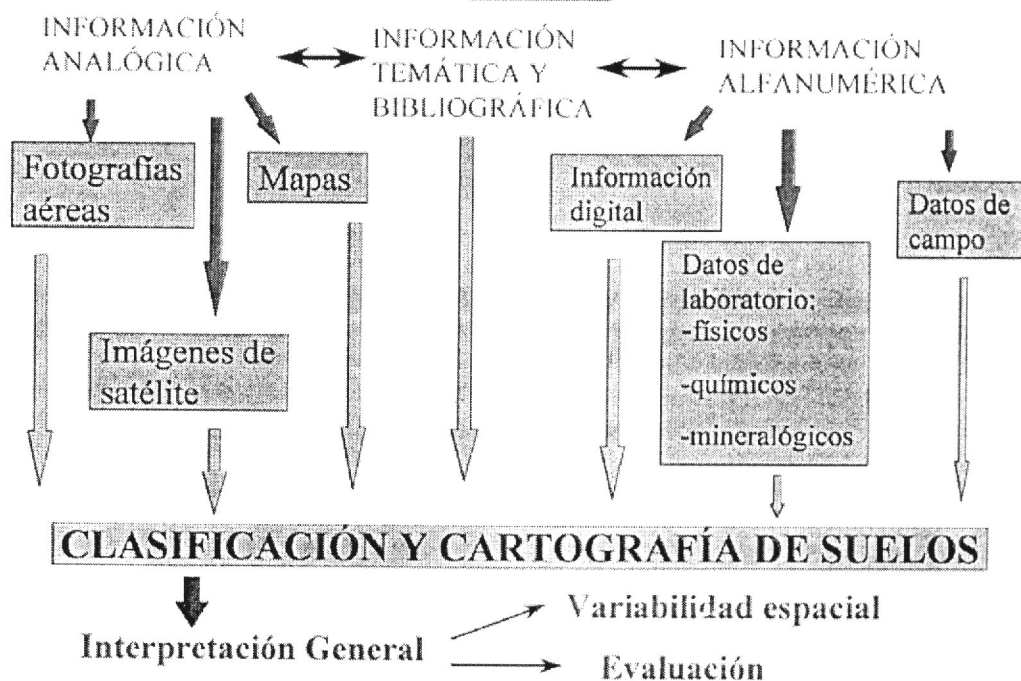 INFORMACIÓN
ANALÓGICA
INFORMACIÓN
TEMÁTICA Y
BIBLIOGRÁFICA
INFORMACIÓN
ALFANUMÉRICA
Fotografías
aéreas
Mapas
Información
digital
Datos de
campo
Imágenes de
satélite
Datos de
laboratorio:
-físicos
-químicos
-mineralógicos
CLASIFICACIÓN Y CARTOGRAFÍA DE SUELOS
Interpretación General
Variabilidad espacial
Evaluación